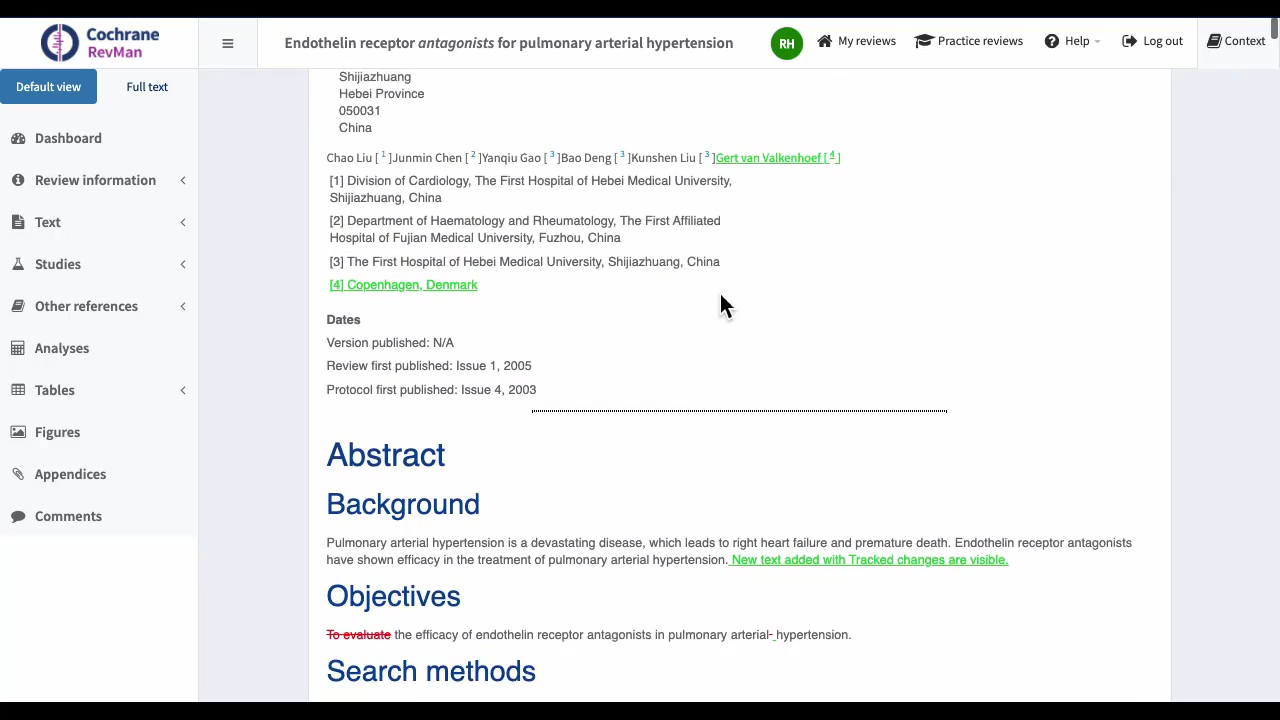 Cochrane
RevMan
Endothelin receptor antagonists for pulmonary arterial hypertension
RH
My reviews
Practice reviews
Help
Log out
Context
Default view
Full text
Dashboard
Review information
Text
Studies
Other references
Analyses
Tables
Figures
Appendices
Comments
Shijiazhuang
Hebei Province
050031
China
Chao Liu [ 1 ]Junmin Chen [ 2 ]Yanqiu Gao [ 3 ]Bao Deng [ 3 ]Kunshen Liu [ 3 ]Gert van Valkenhoef [ 4 ]
[1] Division of Cardiology, The First Hospital of Hebei Medical University,
Shijiazhuang, China
[2] Department of Haematology and Rheumatology, The First Affiliated
Hospital of Fujian Medical University, Fuzhou, China
[3] The First Hospital of Hebei Medical University, Shijiazhuang, China
[4] Copenhagen, Denmark
Dates
Version published: N/A
Review first published: Issue 1, 2005
Protocol first published: Issue 4, 2003
Abstract
Background
Pulmonary arterial hypertension is a devastating disease, which leads to right heart failure and premature death. Endothelin receptor antagonists
have shown efficacy in the treatment of pulmonary arterial hypertension. New text added with Tracked changes are visible.
Objectives
To evaluate the efficacy of endothelin receptor antagonists in pulmonary arterial- hypertension.
Search methods